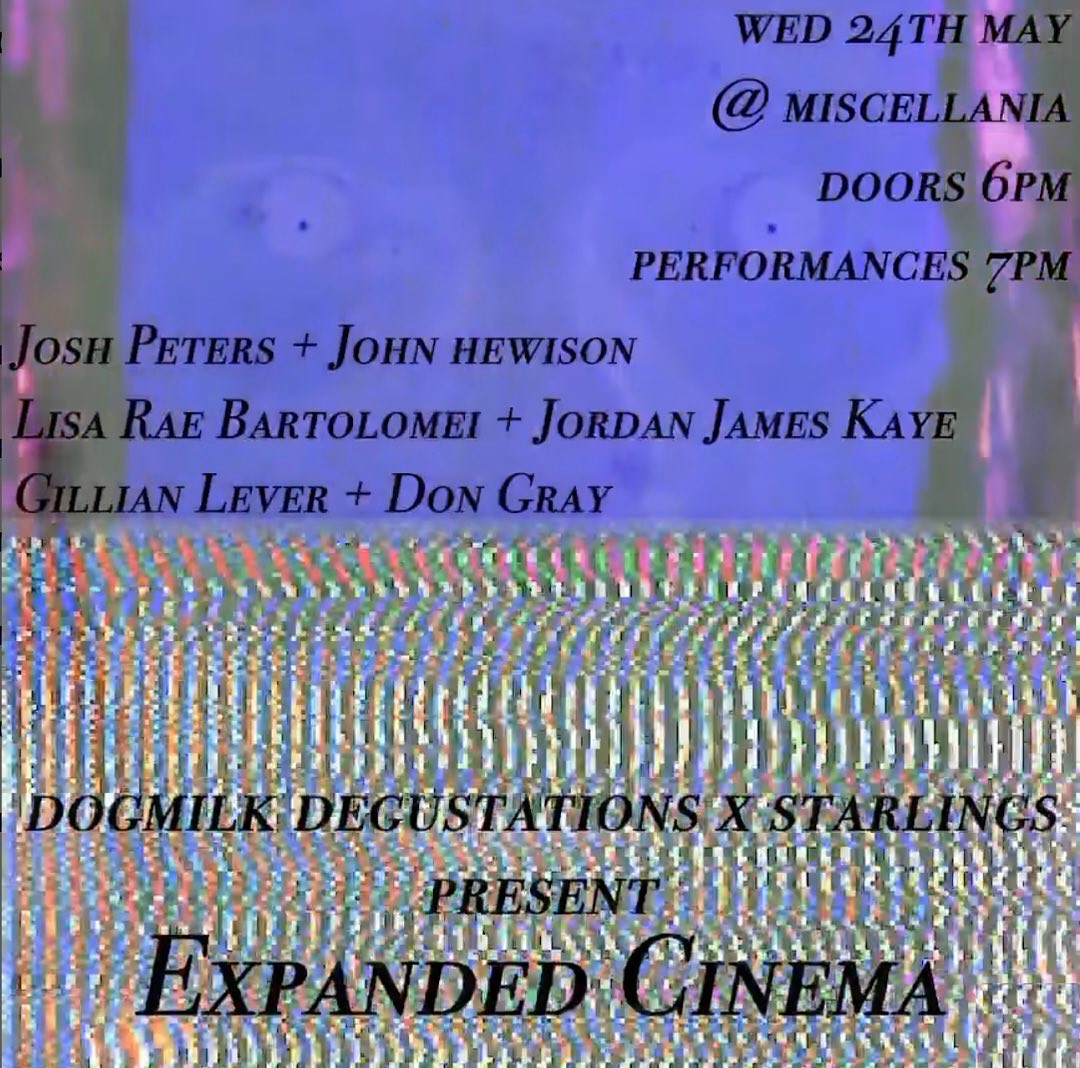 WED 24TH MAY
@ MISCELLANIA
DOORS 6PM
PERFORMANCES 7PM
JOSH PETERS + JOHN HEWISON
LISA RAE BARTOLOMEI + JORDAN JAMES KAYE
GILLIAN LEVER + DON GRAY
DOGMILK DEGUSTATIONS X STARLINGS
PRESENT
EXPANDED CINEMA